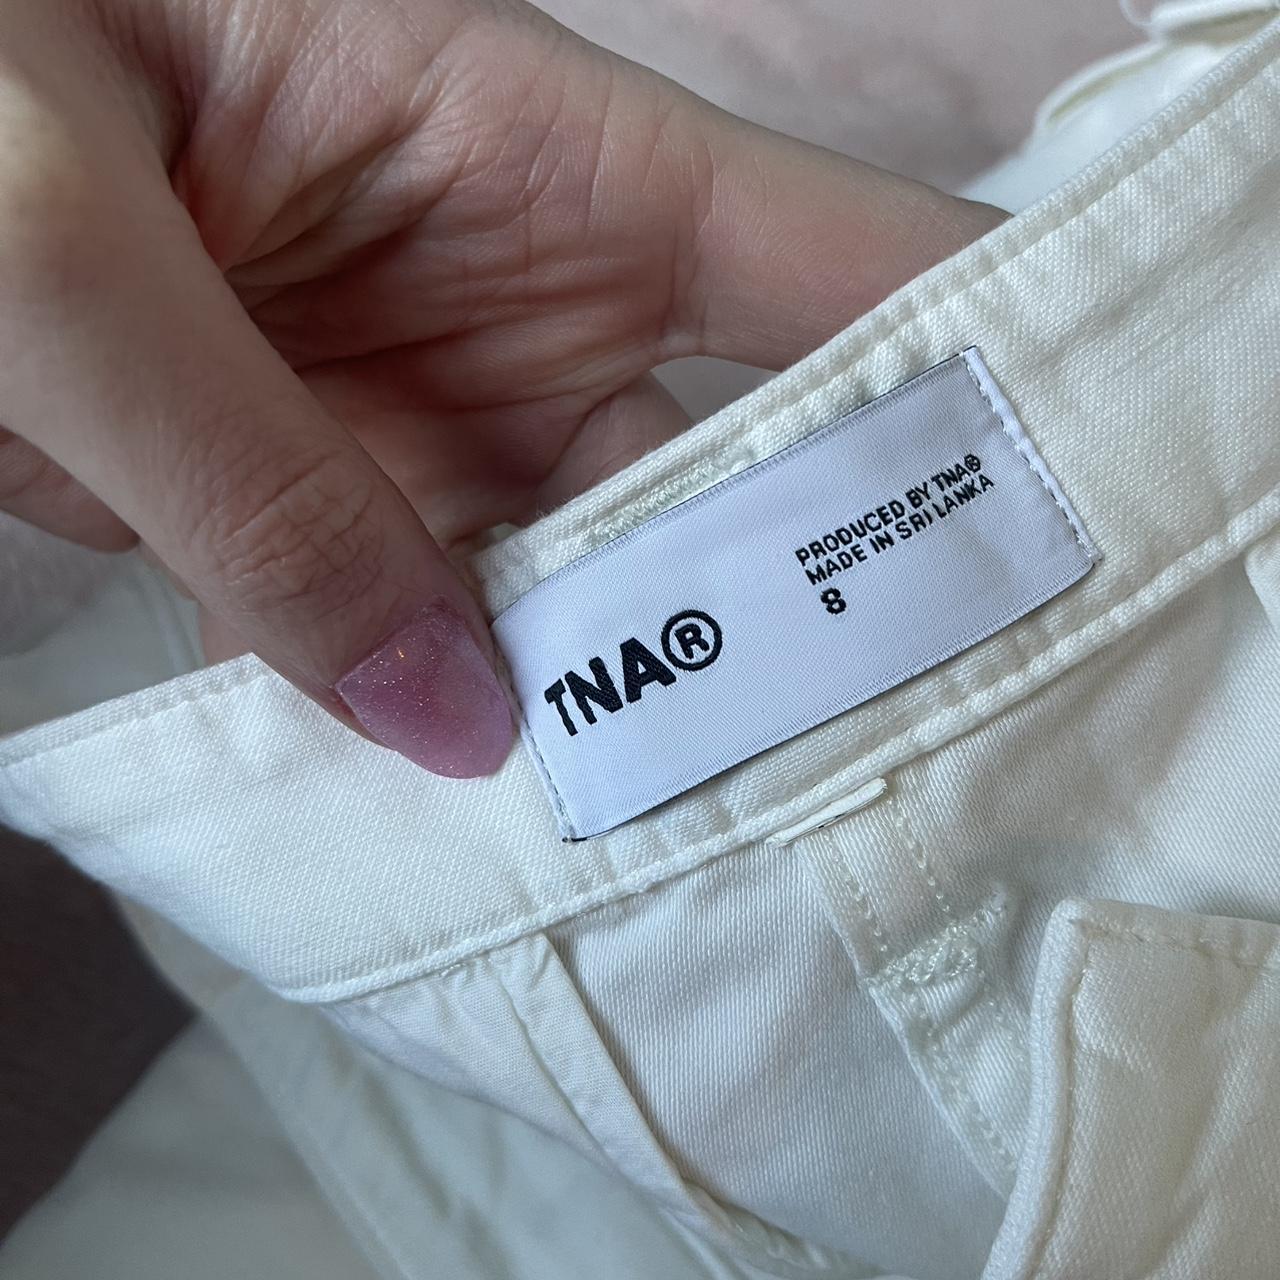 TNA®
PRODUCED BY TNA®
MADE IN SRI LANKA
8